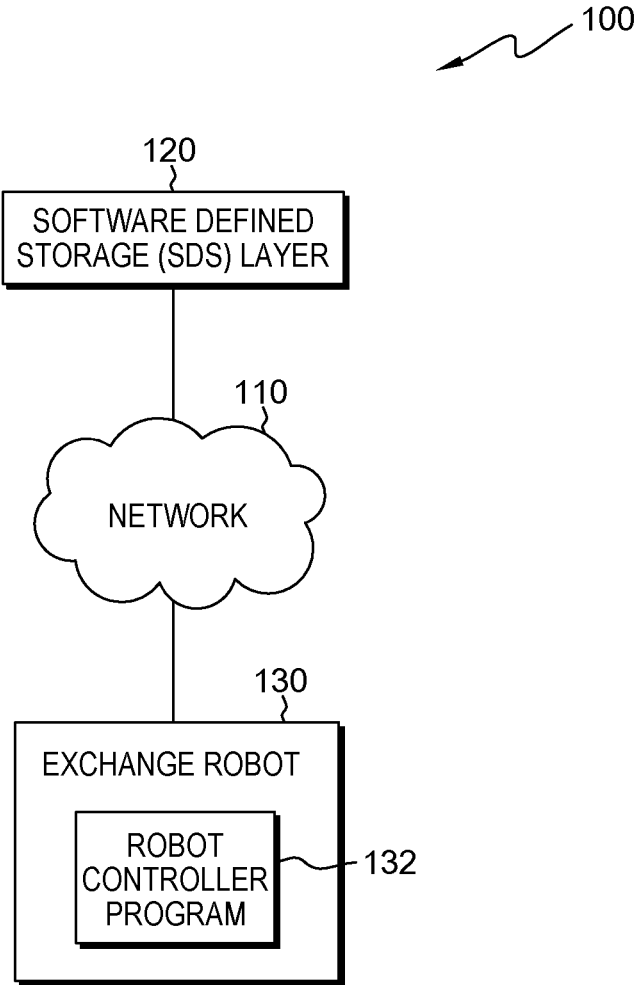 100
120
SOFTWARE DEFINED
STORAGE (SDS) LAYER
110
NETWORK
130
EXCHANGE ROBOT
ROBOT
CONTROLLER
PROGRAM
132